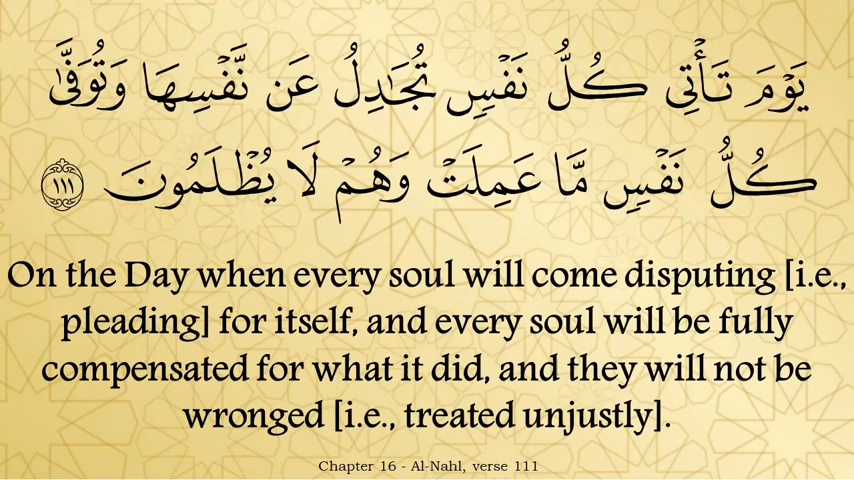 يَوْمَ تَأْتِى كُلُّ نَفْسٍ تُجَـٰدِلُ عَن نَّفْسِهَا وَتُوَفَّىٰ
كُلُّ نَفْسٍ مَّا عَمِلَتْ وَهُمْ لَا يُظْلَمُونَ ١١١
On the Day when every soul will come disputing [i.e.,
pleading] for itself, and every soul will be fully
compensated for what it did, and they will not be
wronged [i.e., treated unjustly].
Chapter 16 - Al-Nahl, verse 111